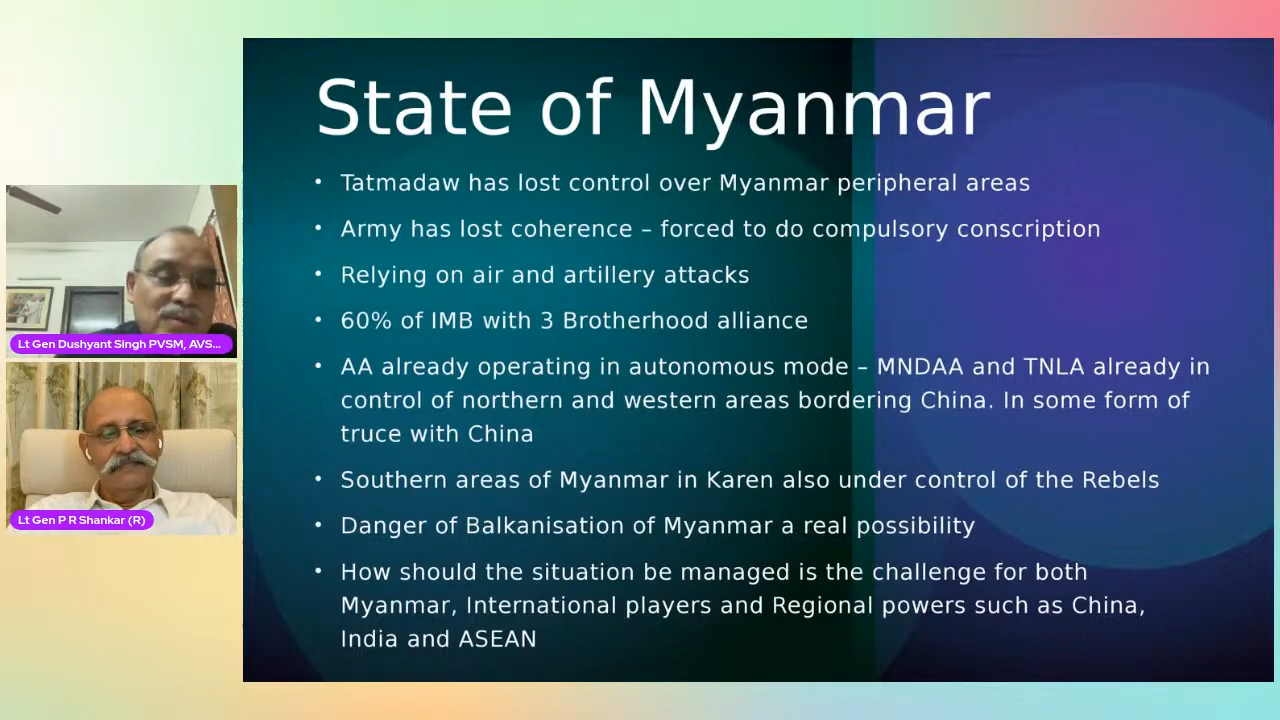 State of Myanmar
• Tatmadaw has lost control over Myanmar peripheral areas
• Army has lost coherence – forced to do compulsory conscription
• Relying on air and artillery attacks
• 60% of IMB with 3 Brotherhood alliance
• AA already operating in autonomous mode – MNDAA and TNLA already in
control of northern and western areas bordering China. In some form of
truce with China
• Southern areas of Myanmar in Karen also under control of the Rebels
• Danger of Balkanisation of Myanmar a real possibility
• How should the situation be managed is the challenge for both
Myanmar, International players and Regional powers such as China,
India and ASEAN
Lt Gen Dushyant Singh PVSM, AVS...
Lt Gen P R Shankar (R)